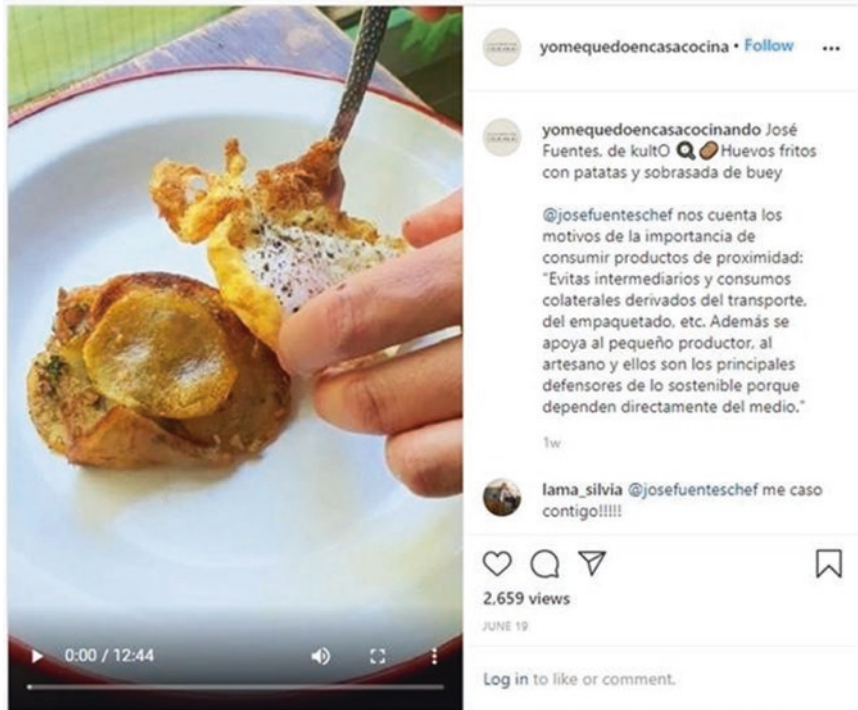 yomequedoencasacocina • Follow
yomequedoencasacocinando José
Fuentes, de kultO Huevos fritos
con patatas y sobrasada de buey
@josefuenteschef nos cuenta los
motivos de la importancia de
consumir productos de proximidad:
"Evitas intermediarios y consumos
colaterales derivados del transporte,
del empaquetado, etc. Además se
apoya al pequeño productor, al
artesano y ellos son los principales
defensores de lo sostenible porque
dependen directamente del medio."
1w
lama_silvia @josefuenteschef me caso
contigo!!!!!
2,659 views
JUNE 19
0:00 / 12:44
Log in to like or comment.